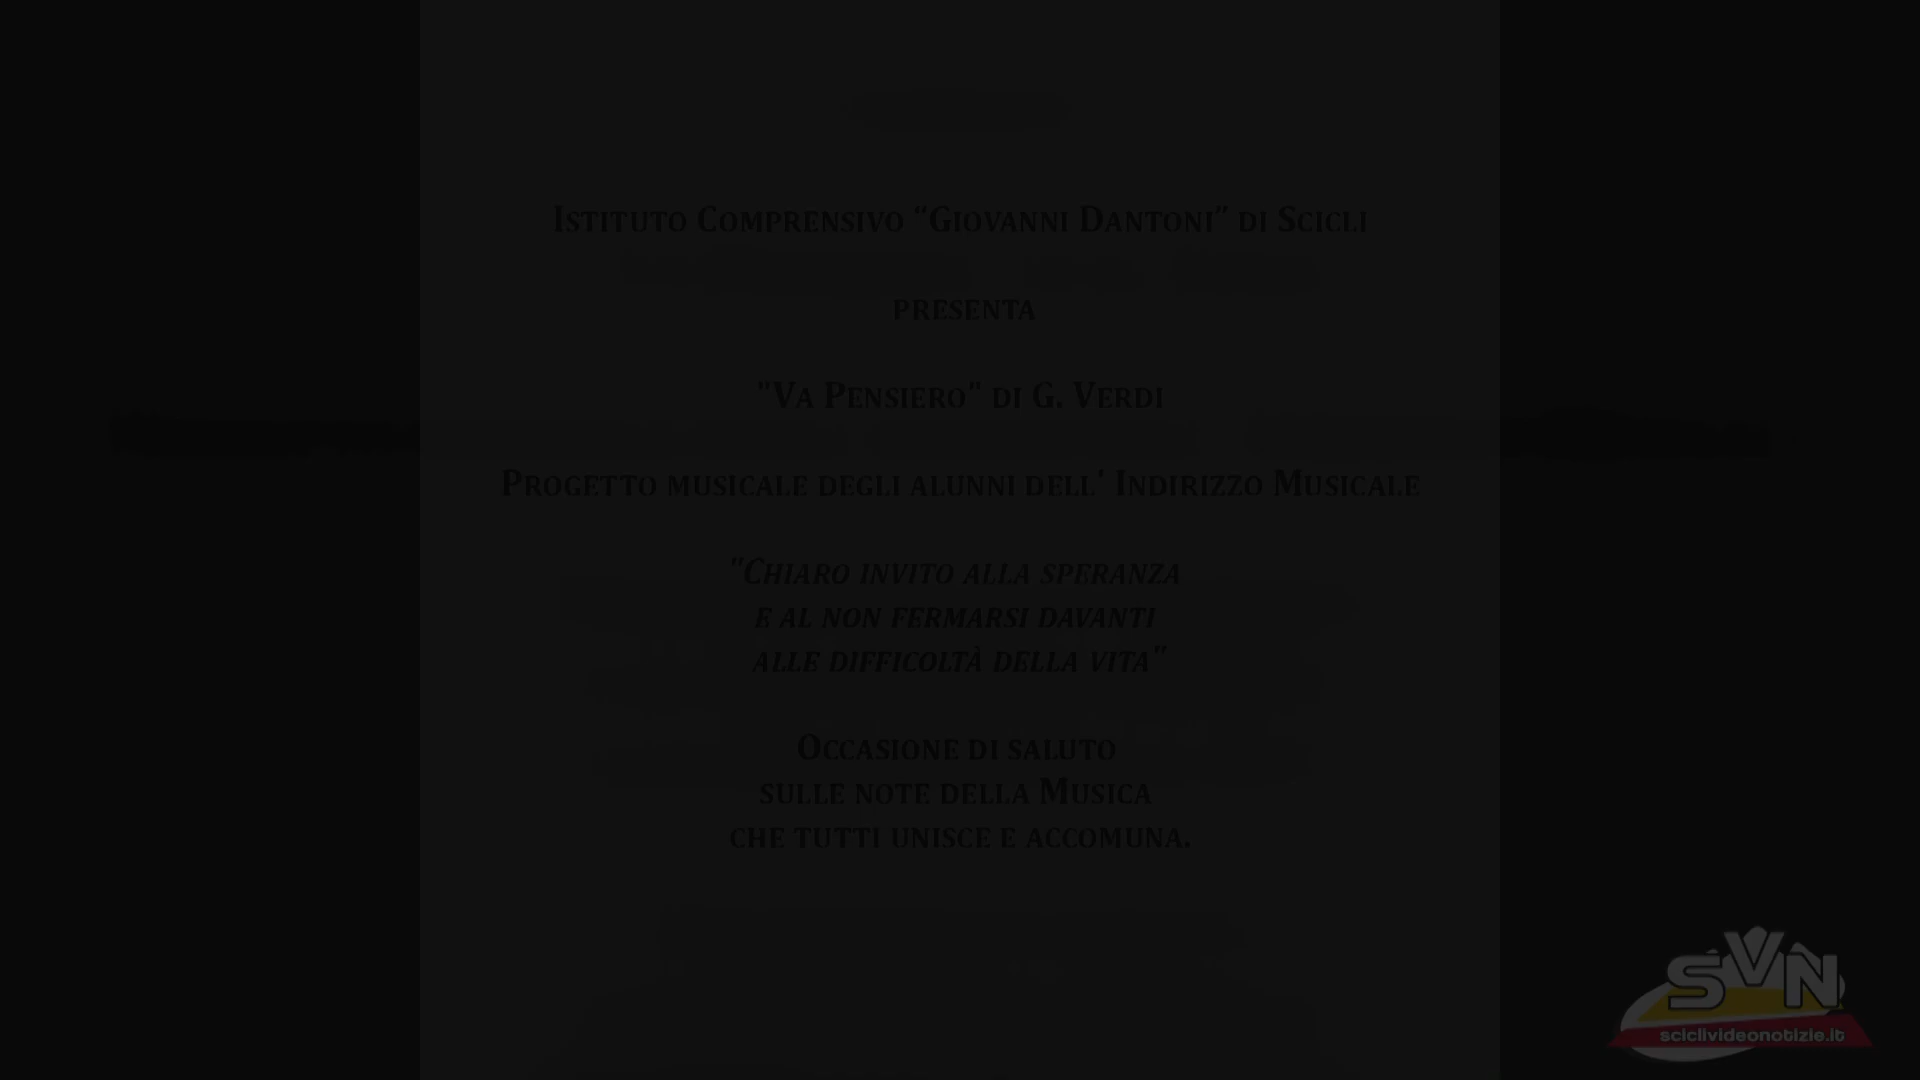 Istituto Comprensivo “Giovanni Dantoni” di Scicli
presenta
"Va Pensiero" di G. Verdi
Progetto musicale degli alunni dell' Indirizzo Musicale
"Chiaro invito alla speranza
e al non fermarsi davanti
alle difficoltà della vita"
Occasione di saluto
sulle note della Musica
che tutti unisce e accomuna.
SVN
sciclivideonotizie.it